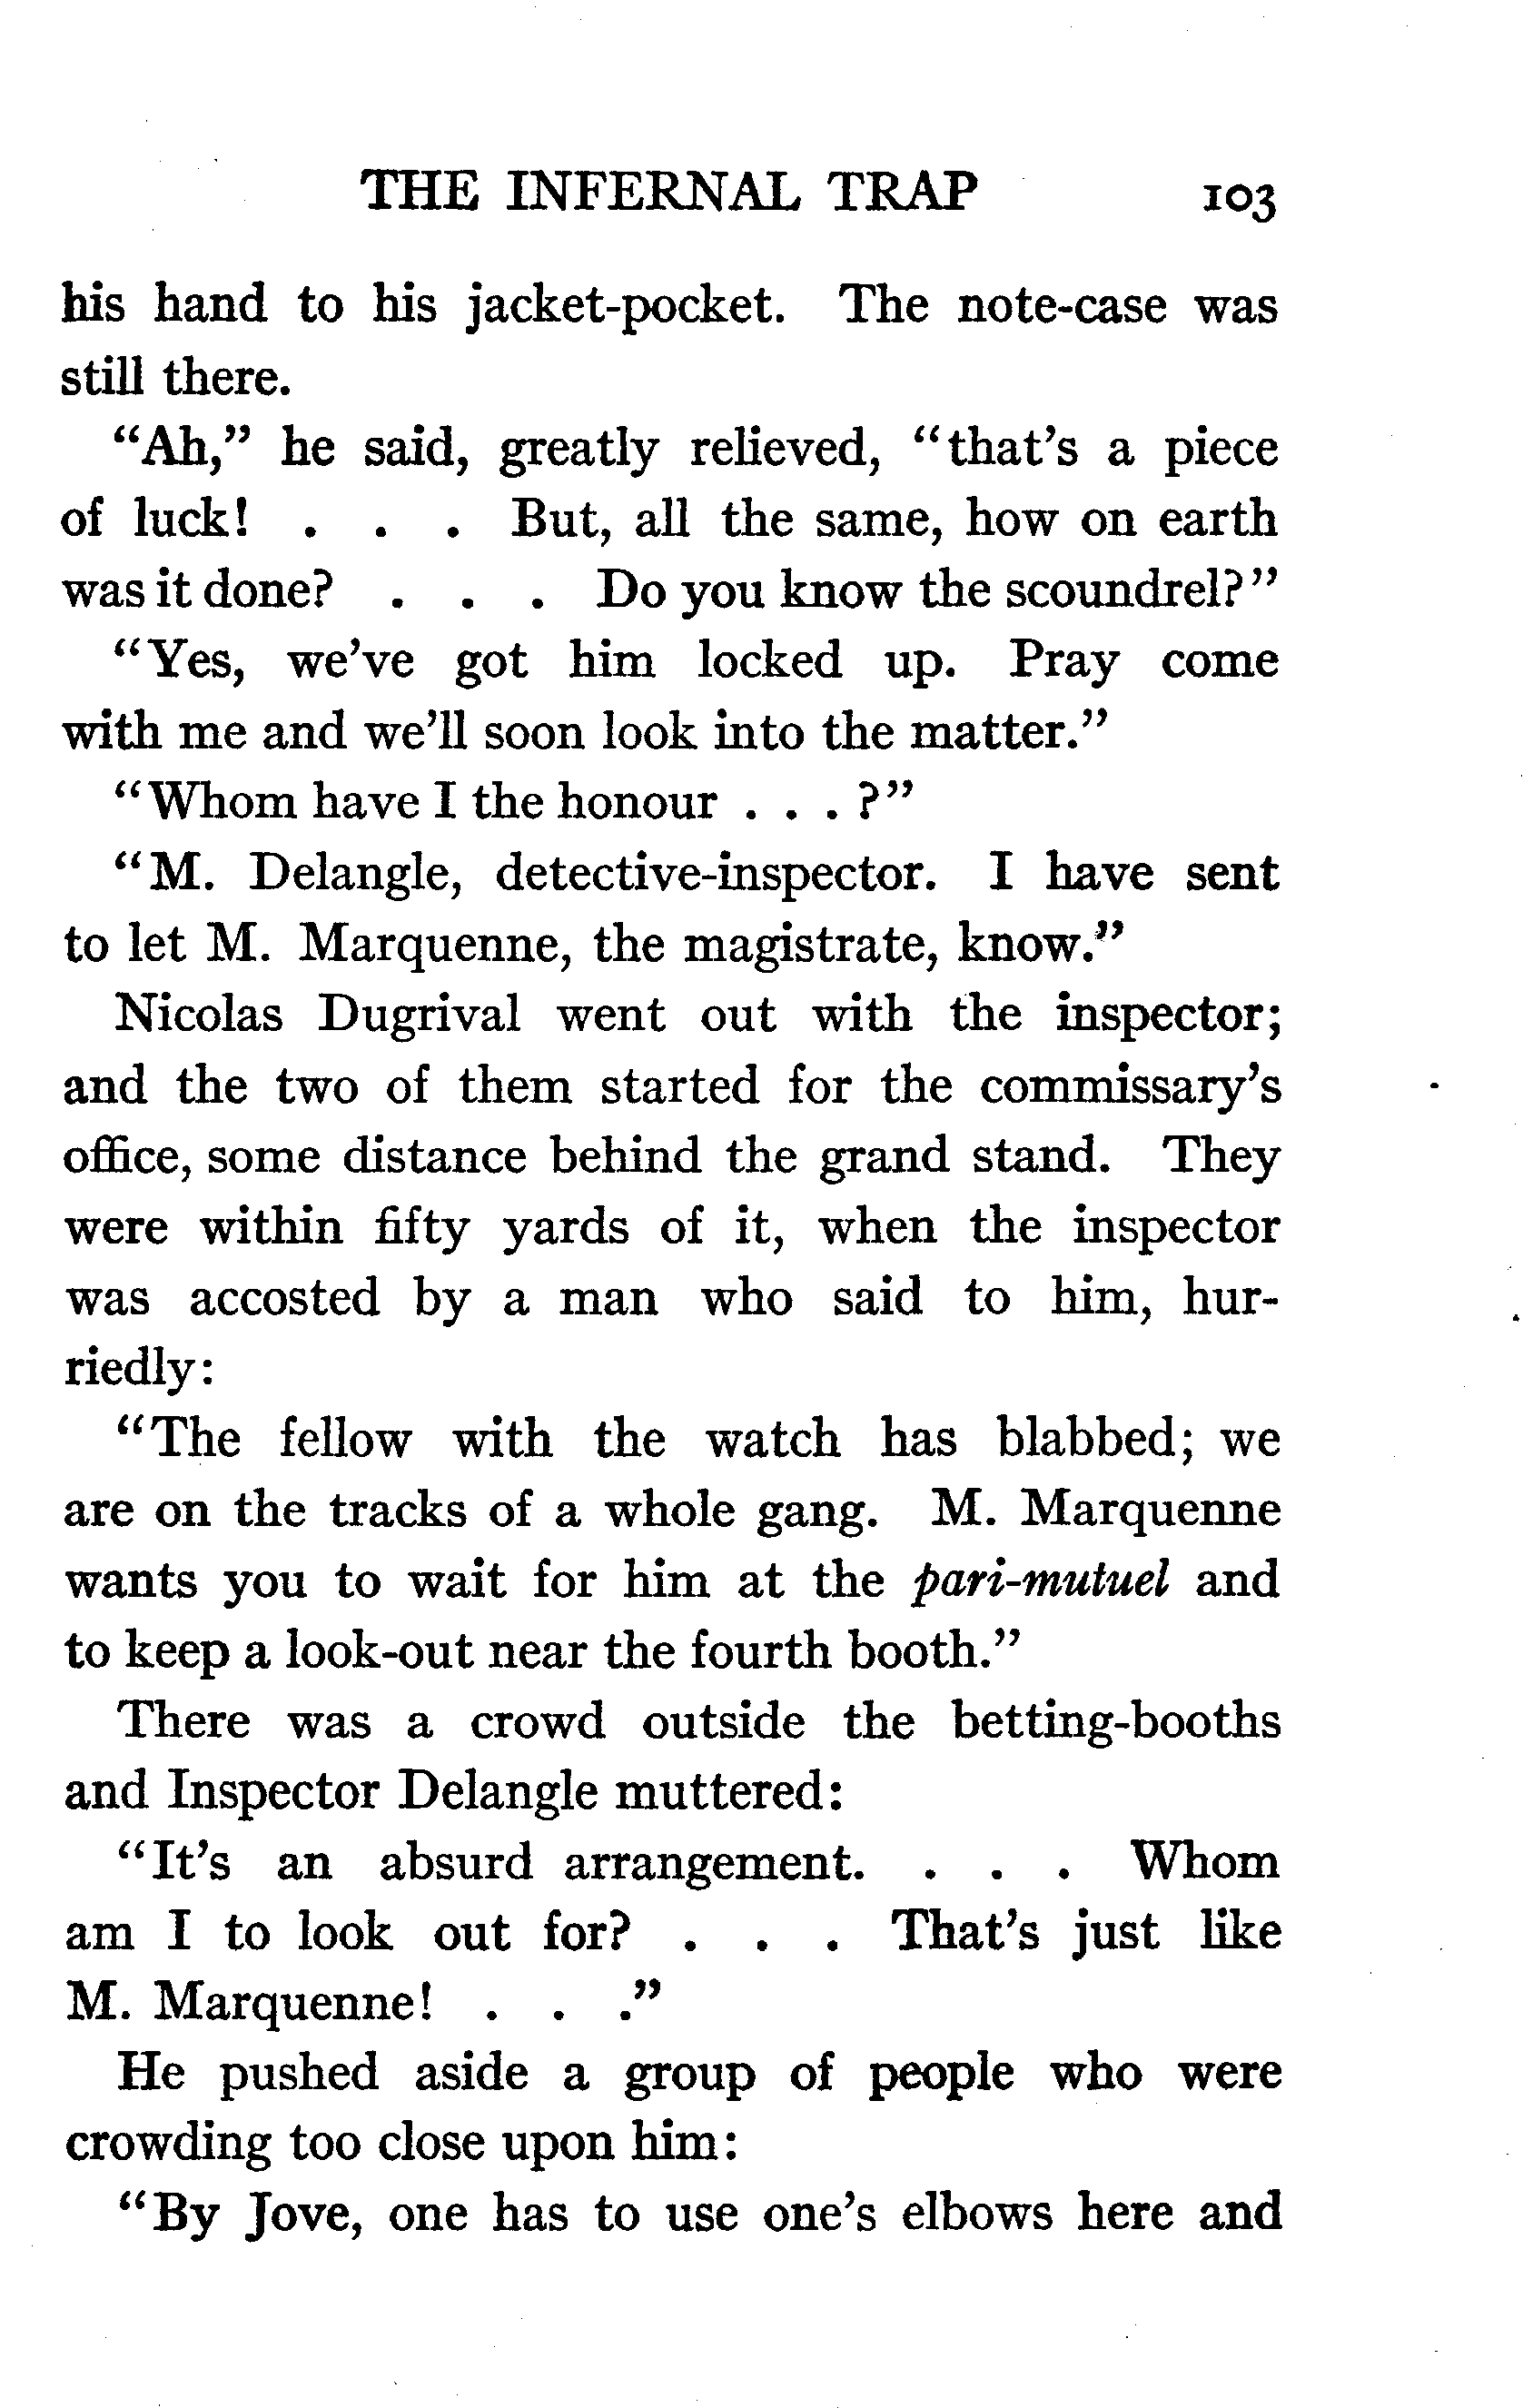 THE INFERNAL TRAP 103
his hand to his jacket-pocket. The note-case was
still there.
“Ah,” he said, greatly relieved, “that’s a piece
of luck! . . . But, all the same, how on earth
was it done? . . . Do you know the scoundrel?”
“Yes, we’ve got him locked up. Pray come
with me and we’ll soon look into the matter.”
“Whom have I the honour . . . ?”
“M. Delangle, detective-inspector. I have sent
to let M. Marquenne, the magistrate, know.”
Nicolas Dugrival went out with the inspector;
and the two of them started for the commissary’s
office, some distance behind the grand stand. They
were within fifty yards of it, when the inspector
was accosted by a man who said to him, hur-
riedly:
“The fellow with the watch has blabbed; we
are on the tracks of a whole gang. M. Marquenne
wants you to wait for him at the pari-mutuel and
to keep a look-out near the fourth booth.”
There was a crowd outside the betting-booths
and Inspector Delangle muttered:
“It’s an absurd arrangement. . . . Whom
am I to look out for? . . . That’s just like
M. Marquenne! . . .”
He pushed aside a group of people who were
crowding too close upon him:
“By Jove, one has to use one’s elbows here and